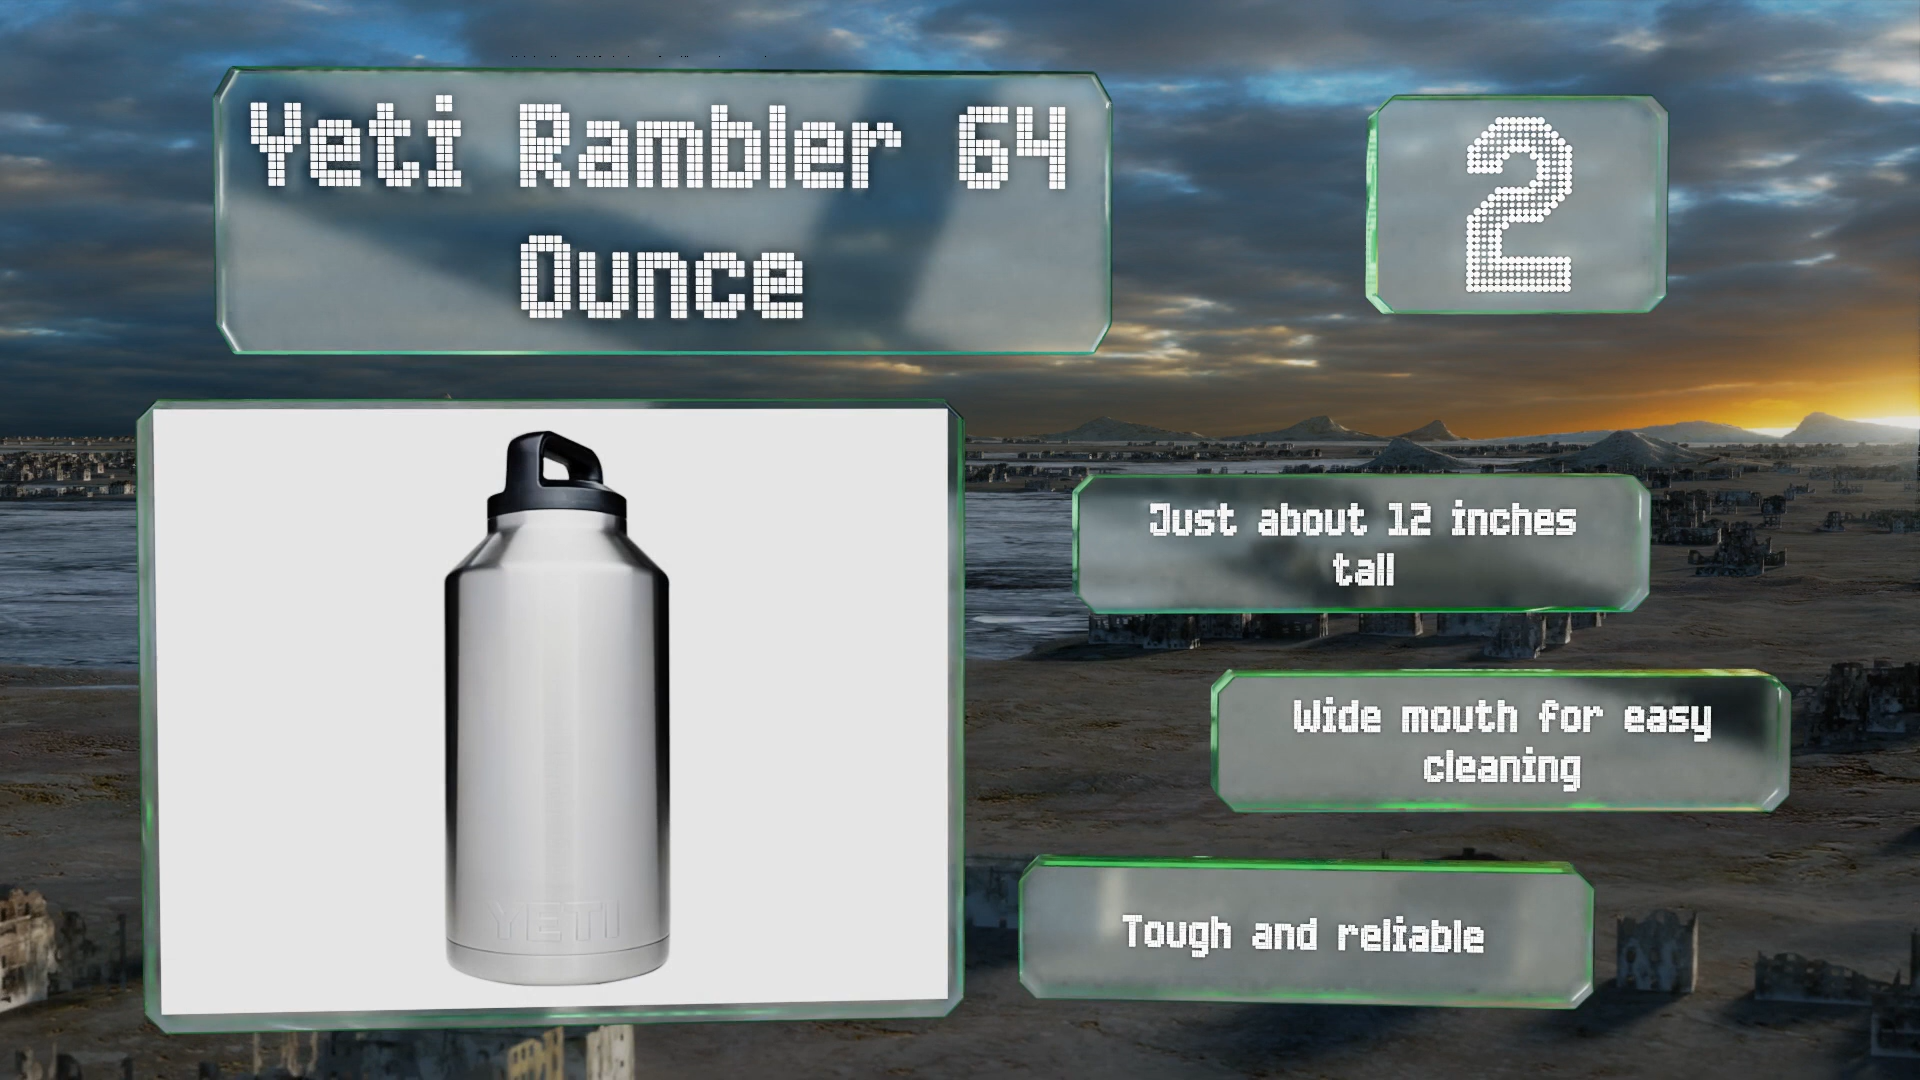 Yeti Rambler 64
Ounce
2
YETI
Just about 12 inches
tall
Wide mouth for easy
cleaning
Tough and reliable